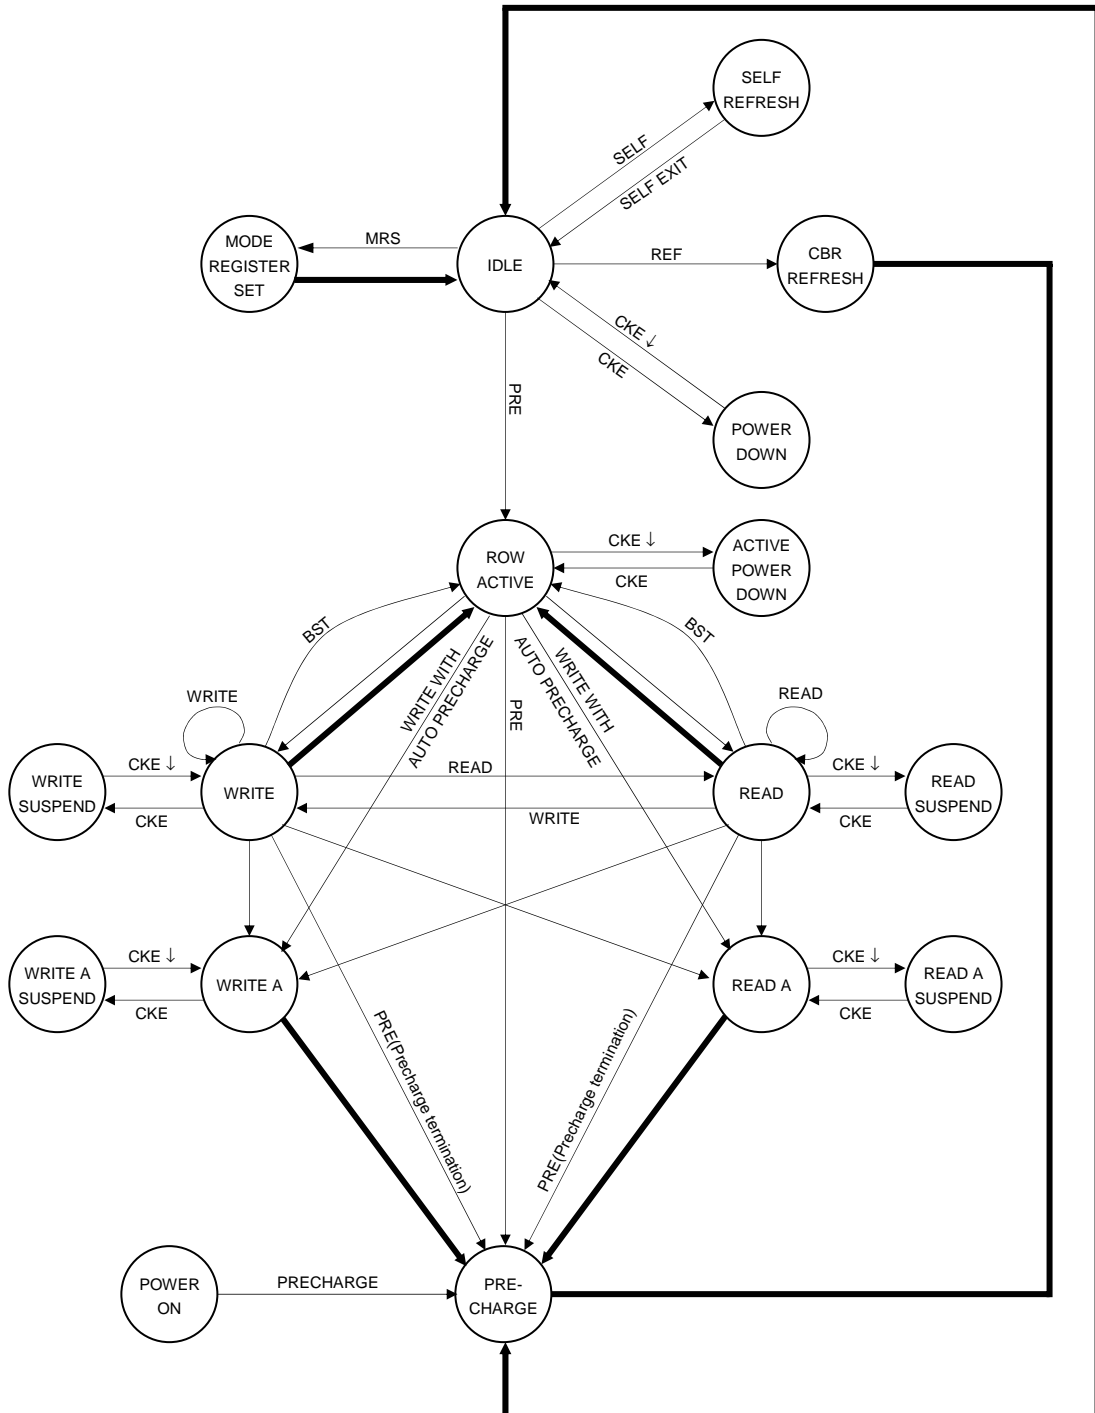 SELF
REFRESH
SELF
SELF EXIT
MODE
REGISTER
SET
MRS
IDLE
REF
CBR
REFRESH
CKE ↓
CKE
PRE
POWER
DOWN
ROW
ACTIVE
CKE ↓
CKE
ACTIVE
POWER
DOWN
BST
BST
WRITE WITH
AUTO PRECHARGE
PRE
WRITE WITH
AUTO PRECHARGE
WRITE
READ
WRITE
SUSPEND
CKE ↓
CKE
WRITE
READ
WRITE
READ
CKE ↓
CKE
READ
SUSPEND
WRITE A
SUSPEND
CKE ↓
CKE
WRITE A
READ A
CKE ↓
CKE
READ A
SUSPEND
PRE(Precharge termination)
PRE(Precharge termination)
POWER
ON
PRECHARGE
PRE-
CHARGE